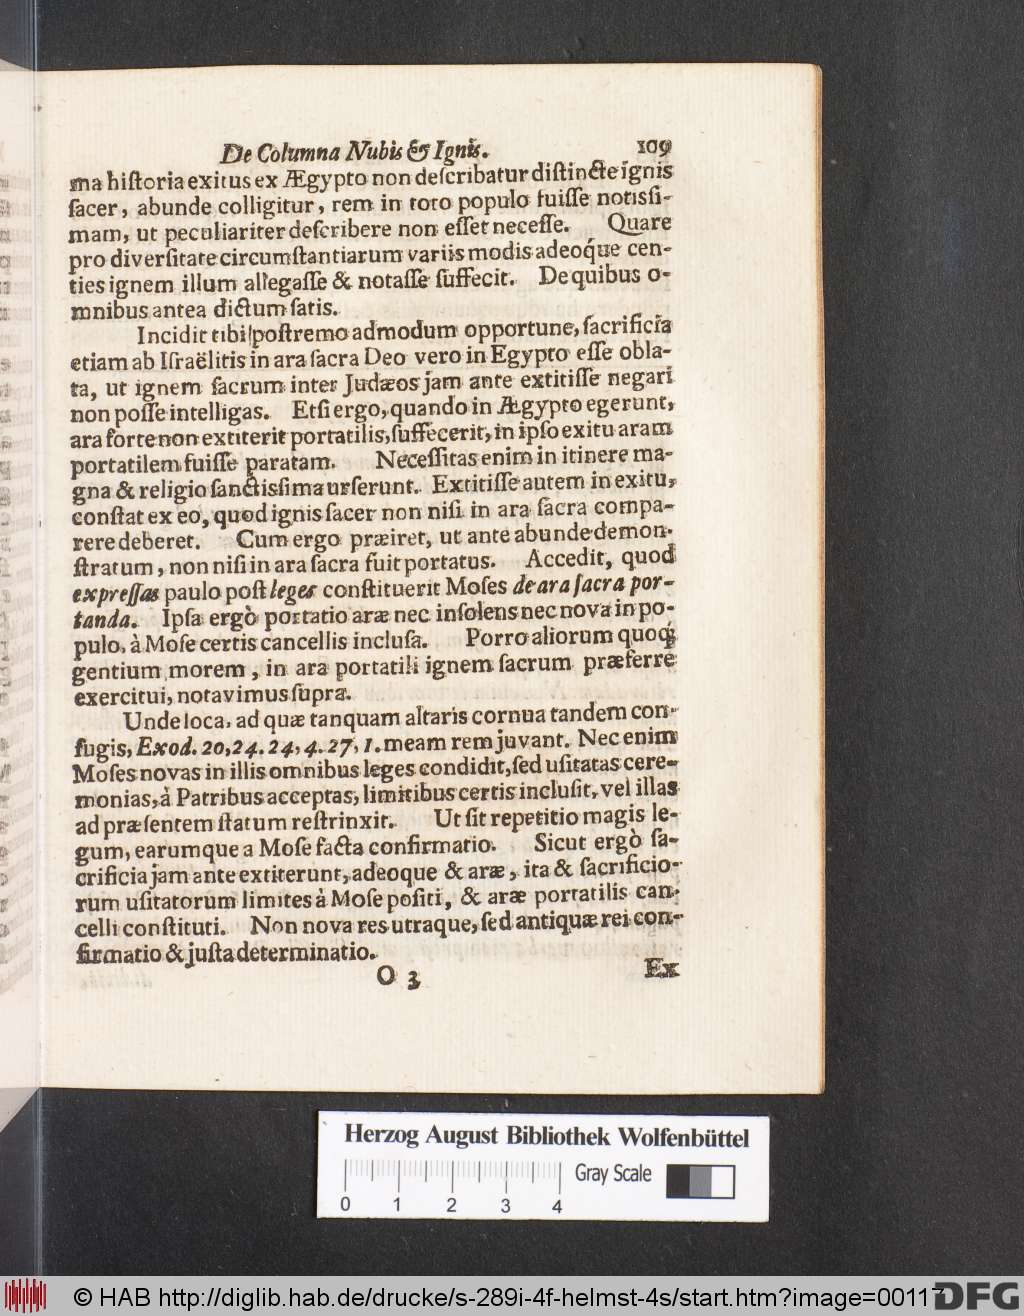 De Columna Nubis & Ignis. 109
ma hiſtoria exitus ex Ægypto non deſcribatur diſtincte ignis
ſacer, abunde colligitur, rem in toto populo fuiſſe notisſi-
mam, ut peculiariter deſcribere non eſſet neceſſe. Quare
pro diverſitate circumſtantiarum variis modis adeoq́ue cen-
ties ignem illum allegaſſe & notaſſe ſuffecit. De quibus o-
mnibus antea dictum ſatis.
Incidit tibi poſtremo admodum opportune, ſacrificia
etiam ab Iſraëlitis in ara ſacra Deo vero in Egypto eſſe obla-
ta, ut ignem ſacrum inter Judæos jam ante extitiſſe negari
non poſſe intelligas. Etſi ergo, quando in Ægypto egerunt,
ara forte non extiterit portatilis, ſuffecerit, in ipſo exitu aram
portatilem fuiſſe paratam. Neceſſitas enim in itinere ma-
gna & religio ſanctisſima urſerunt. Extitiſſe autem in exitu,
conſtat ex eo, quod ignis ſacer non niſi in ara ſacra compa-
rere deberet. Cum ergo præiret, ut ante abunde demon-
ſtratum, non niſi in ara ſacra fuit portatus. Accedit, quod
expreſſas paulo poſt leges conſtituerit Moſes de ara ſacra por-
tanda. Ipſa ergò portatio aræ nec inſolens nec nova in po-
pulo, à Moſe certis cancellis incluſa. Porro aliorum quoq́;
gentium morem, in ara portatili ignem ſacrum præferre
exercitui, notavimus ſupra.
Unde loca, ad quæ tanquam altaris cornua tandem con-
fugis, Exod. 20, 24. 24, 4. 27, 1. meam rem juvant. Nec enim
Moſes novas in illis omnibus leges condidit, ſed uſitatas cere-
monias, à Patribus acceptas, limitibus certis incluſit, vel illas
ad præſentem ſtatum reſtrinxit. Ut ſit repetitio magis le-
gum, earumque a Moſe facta confirmatio. Sicut ergò ſa-
crificia jam ante extiterunt, adeoque & aræ, ita & ſacrificio-
rum uſitatorum limites à Moſe poſiti, & aræ portatilis can-
celli conſtituti. Non nova res utraque, ſed antiquæ rei con-
firmatio & juſta determinatio.
O 3 Ex
Herzog August Bibliothek Wolfenbüttel
Gray Scale
0 1 2 3 4
© HAB http://diglib.hab.de/drucke/s-289i-4f-helmst-4s/start.htm?image=00117
DFG